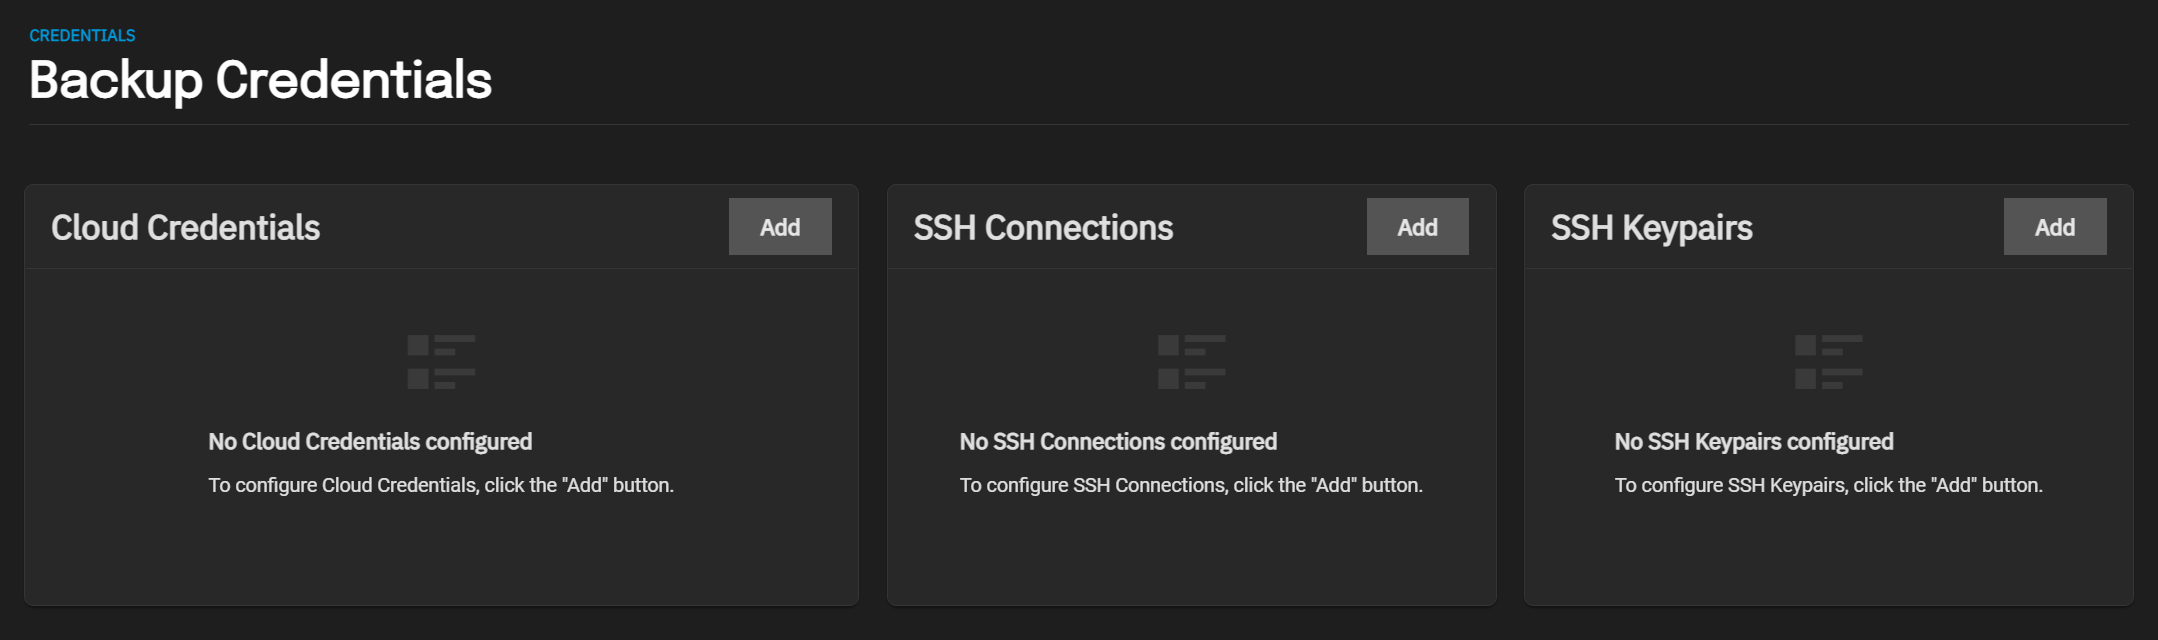 CREDENTIALS
Backup Credentials
Cloud Credentials
Add
No Cloud Credentials configured
To configure Cloud Credentials, click the "Add" button.
SSH Connections
Add
No SSH Connections configured
To configure SSH Connections, click the "Add" button.
SSH Keypairs
Add
No SSH Keypairs configured
To configure SSH Keypairs, click the "Add" button.